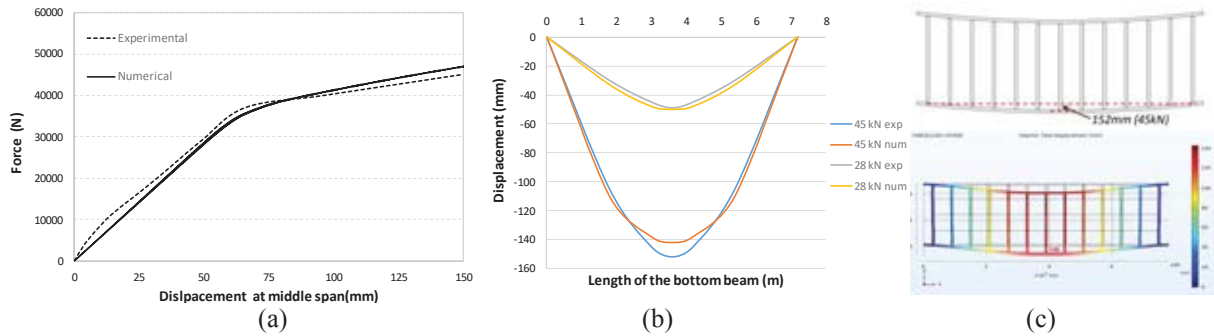 60000
50000
40000
30000
20000
10000
0
Force (N)
Experimental
Numerical
0 25 50 75 100 125 150
Dislpacement at middle span(mm)
(a)
0 1 2 3 4 5 6 7 8
0
-20
-40
-60
-80
-100
-120
-140
-160
Displacement (mm)
45 kN exp
45 kN num
28 kN exp
28 kN num
Length of the bottom beam (m)
(b)
152mm (45kN)
(c)